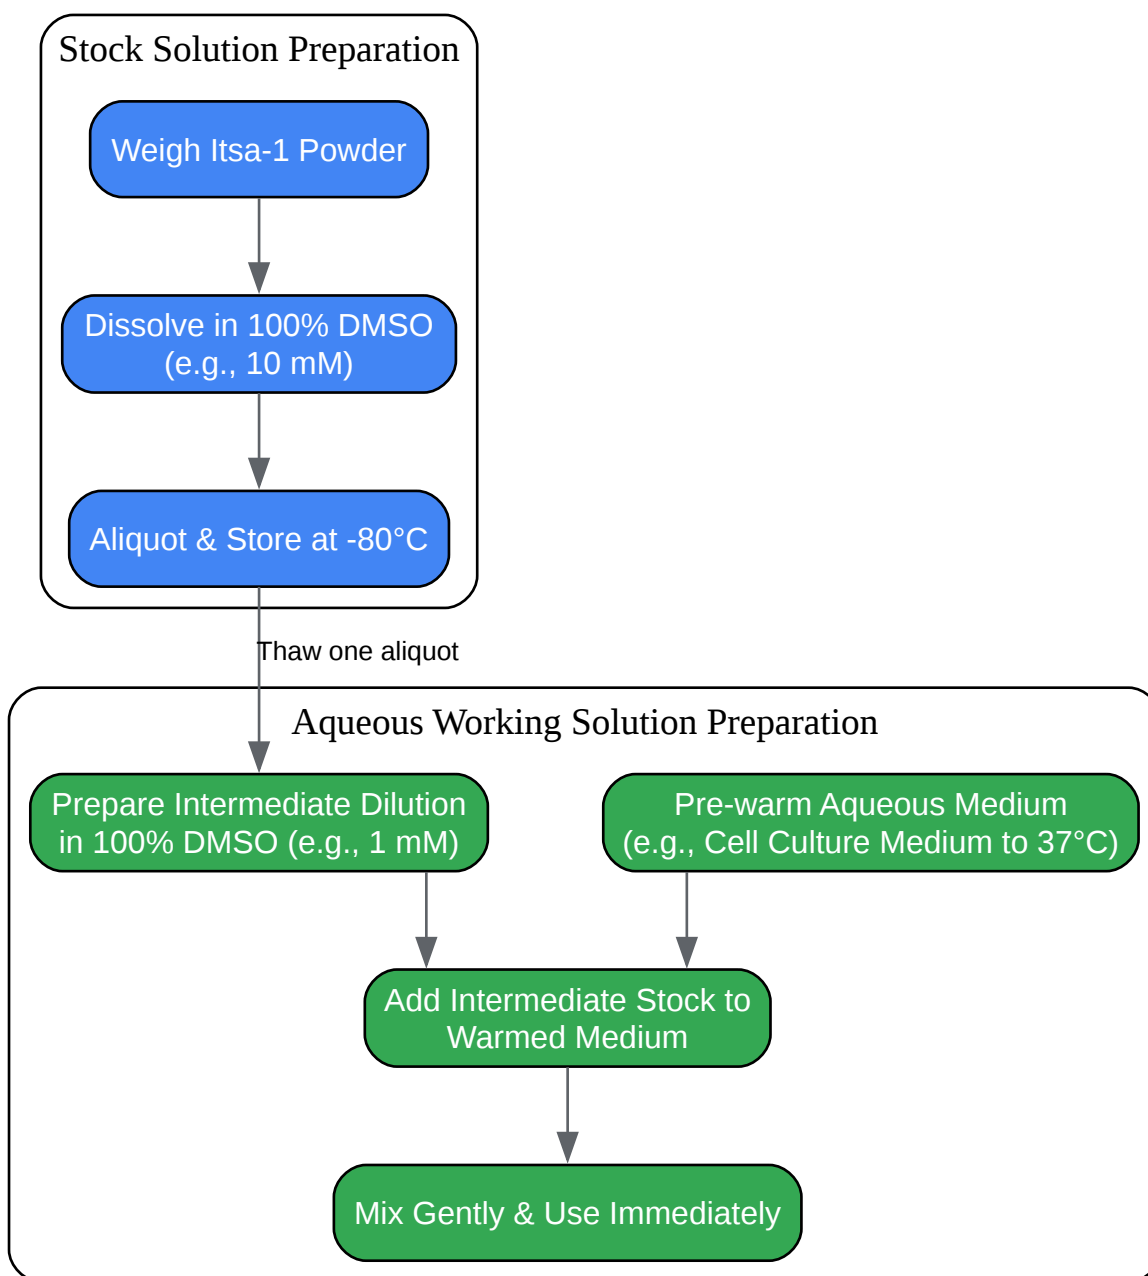 Stock Solution Preparation
Weigh Itsa-1 Powder
Dissolve in 100% DMSO
(e.g., 10 mM)
Aliquot & Store at -80°C
Thaw one aliquot
Aqueous Working Solution Preparation
Prepare Intermediate Dilution
in 100% DMSO (e.g., 1 mM)
Pre-warm Aqueous Medium
(e.g., Cell Culture Medium to 37°C)
Add Intermediate Stock to
Warmed Medium
Mix Gently & Use Immediately